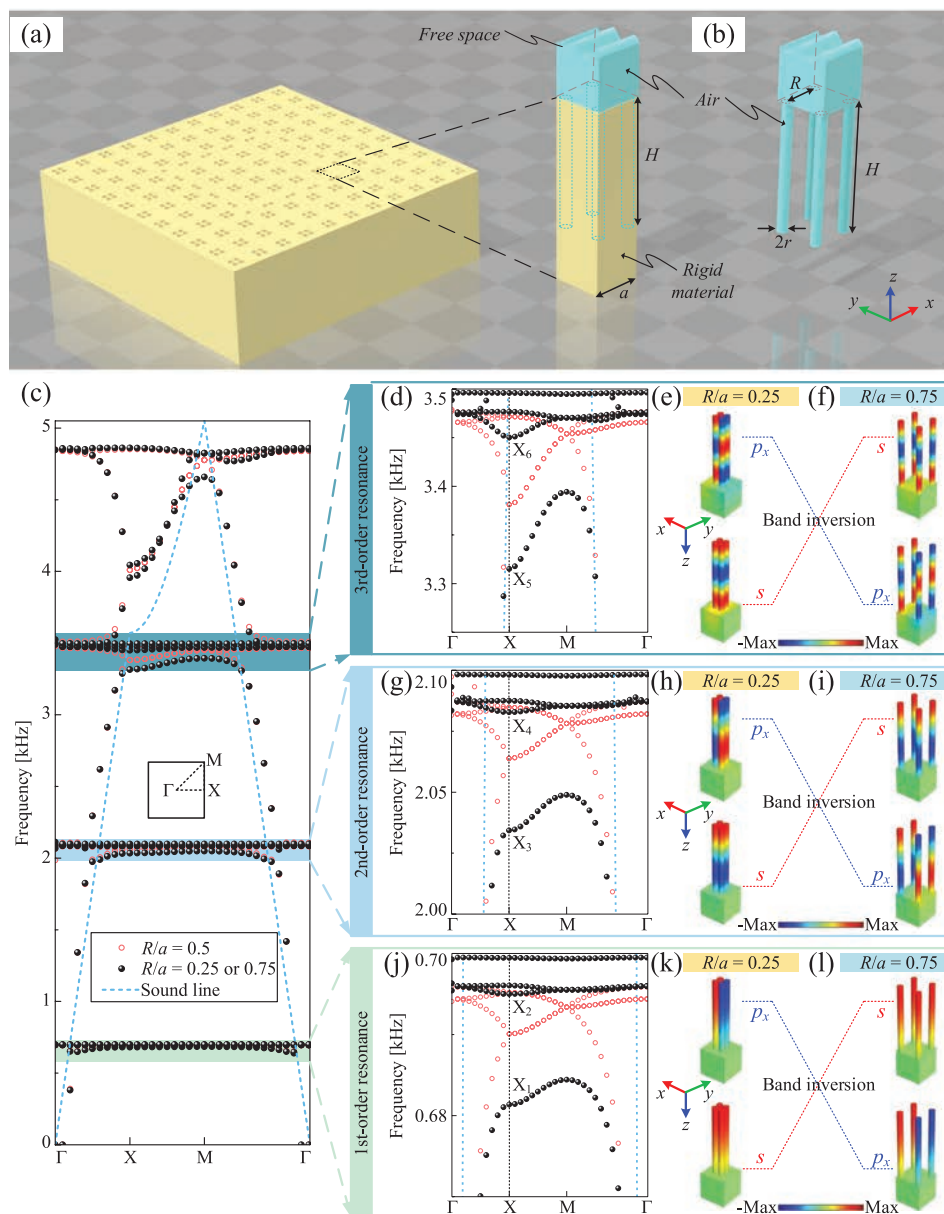 (a)
Free space
(b)
Air
R
H
H
2r
Rigid
material
a
z
y
x
(c)
Frequency [kHz]
5
4
3
2
1
0
Γ X M Γ
M
Γ X
R/a = 0.5
R/a = 0.25 or 0.75
Sound line
3rd-order resonance
(d)
Frequency [kHz]
3.5
3.4
3.3
X6
X5
Γ X M Γ
(e) R/a = 0.25
(f) R/a = 0.75
px
s
Band inversion
x y
z
s
px
-Max Max
2nd-order resonance
(g)
Frequency [kHz]
2.10
2.05
2.00
X4
X3
Γ X M Γ
(h) R/a = 0.25
(i) R/a = 0.75
px
s
Band inversion
x y
z
s
px
-Max Max
1st-order resonance
(j)
Frequency [kHz]
0.70
0.68
X2
X1
Γ X M Γ
(k) R/a = 0.25
(l) R/a = 0.75
px
s
Band inversion
x y
z
s
px
-Max Max